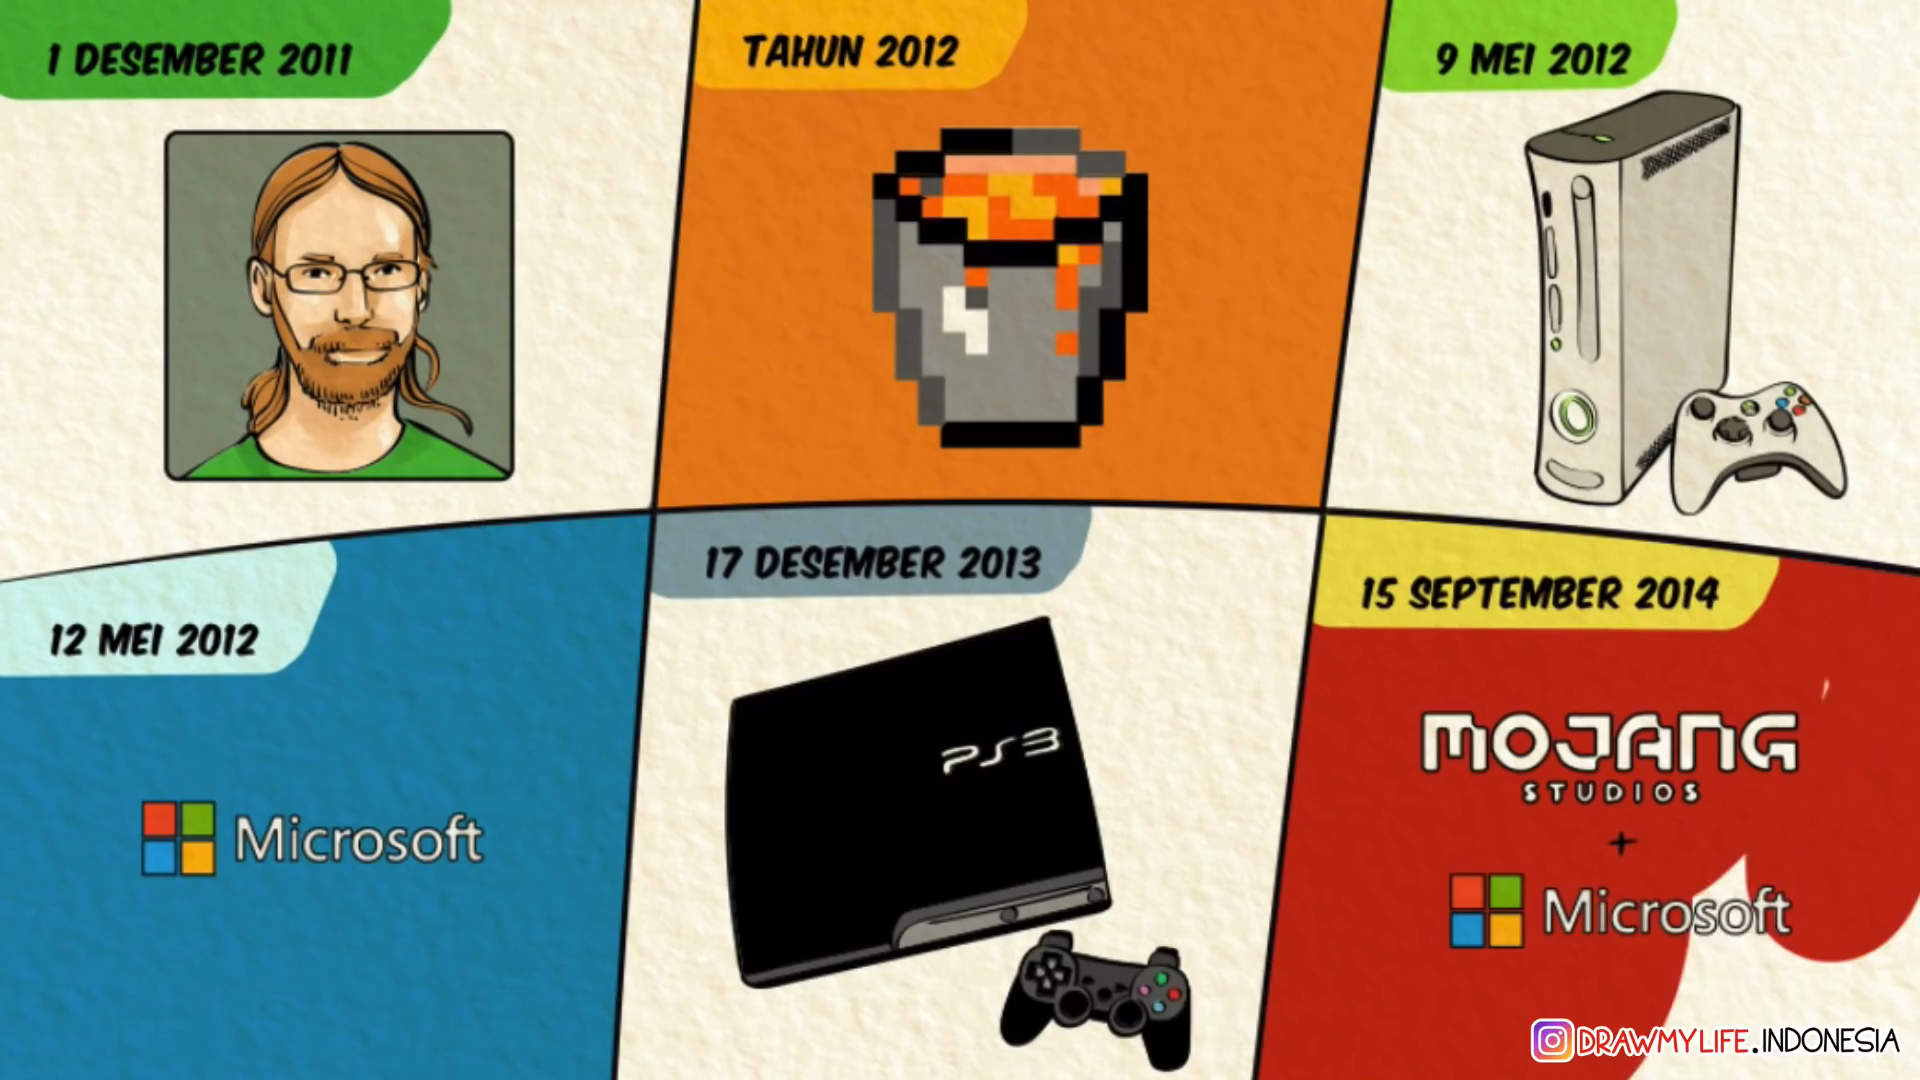 1 DESEMBER 2011
TAHUN 2012
9 MEI 2012
12 MEI 2012
Microsoft
17 DESEMBER 2013
PS3
15 SEPTEMBER 2014
MOJANG
STUDIOS
+
Microsoft
DRAWMYLIFE.INDONESIA